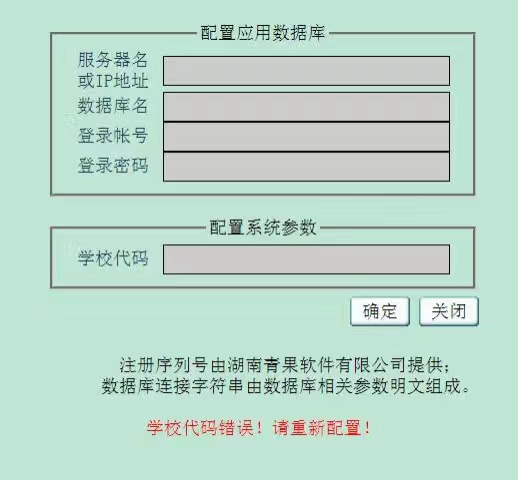 配置应用数据库
服务器名
或IP地址
数据库名
登录帐号
登录密码
配置系统参数
学校代码
确定 关闭
注册序列号由湖南青果软件有限公司提供；
数据库连接字符串由数据库相关参数明文组成。
学校代码错误！请重新配置！